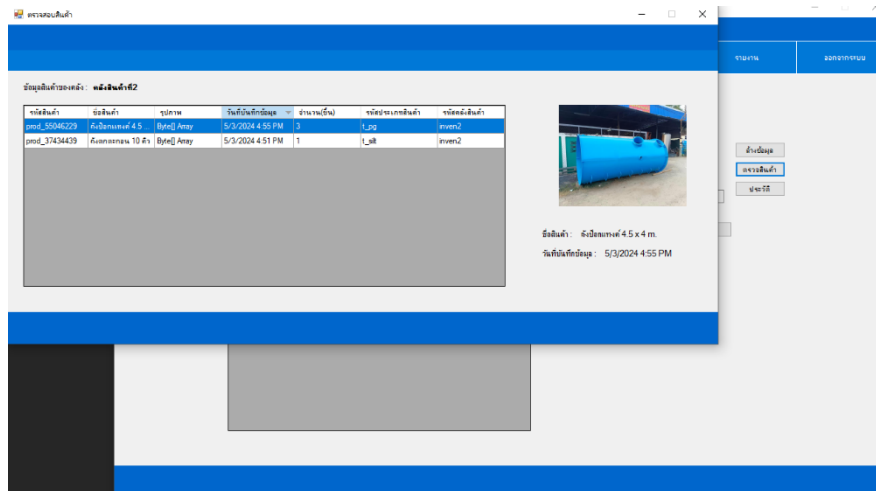 ตรวจสอบสินค้า
รายงาน ออกจากระบบ
ข้อมูลสินค้าของคลัง : คลังสินค้าที่2
รหัสสินค้า ชื่อสินค้า รูปภาพ วันที่บันทึกข้อมูล จำนวน(ชิ้น) รหัสประเภทสินค้า รหัสคลังสินค้า
prod_55046229 ถังป๊อกแทงค์ 4.5 ... Byte[] Array 5/3/2024 4:55 PM 3 t_pg inven2
prod_37434439 ถังตกตะกอน 10 คิว Byte[] Array 5/3/2024 4:51 PM 1 t_silt inven2
ล้างข้อมูล
ตรวจสินค้า
ประวัติ
ชื่อสินค้า : ถังป๊อกแทงค์ 4.5 x 4 m.
วันที่บันทึกข้อมูล : 5/3/2024 4:55 PM